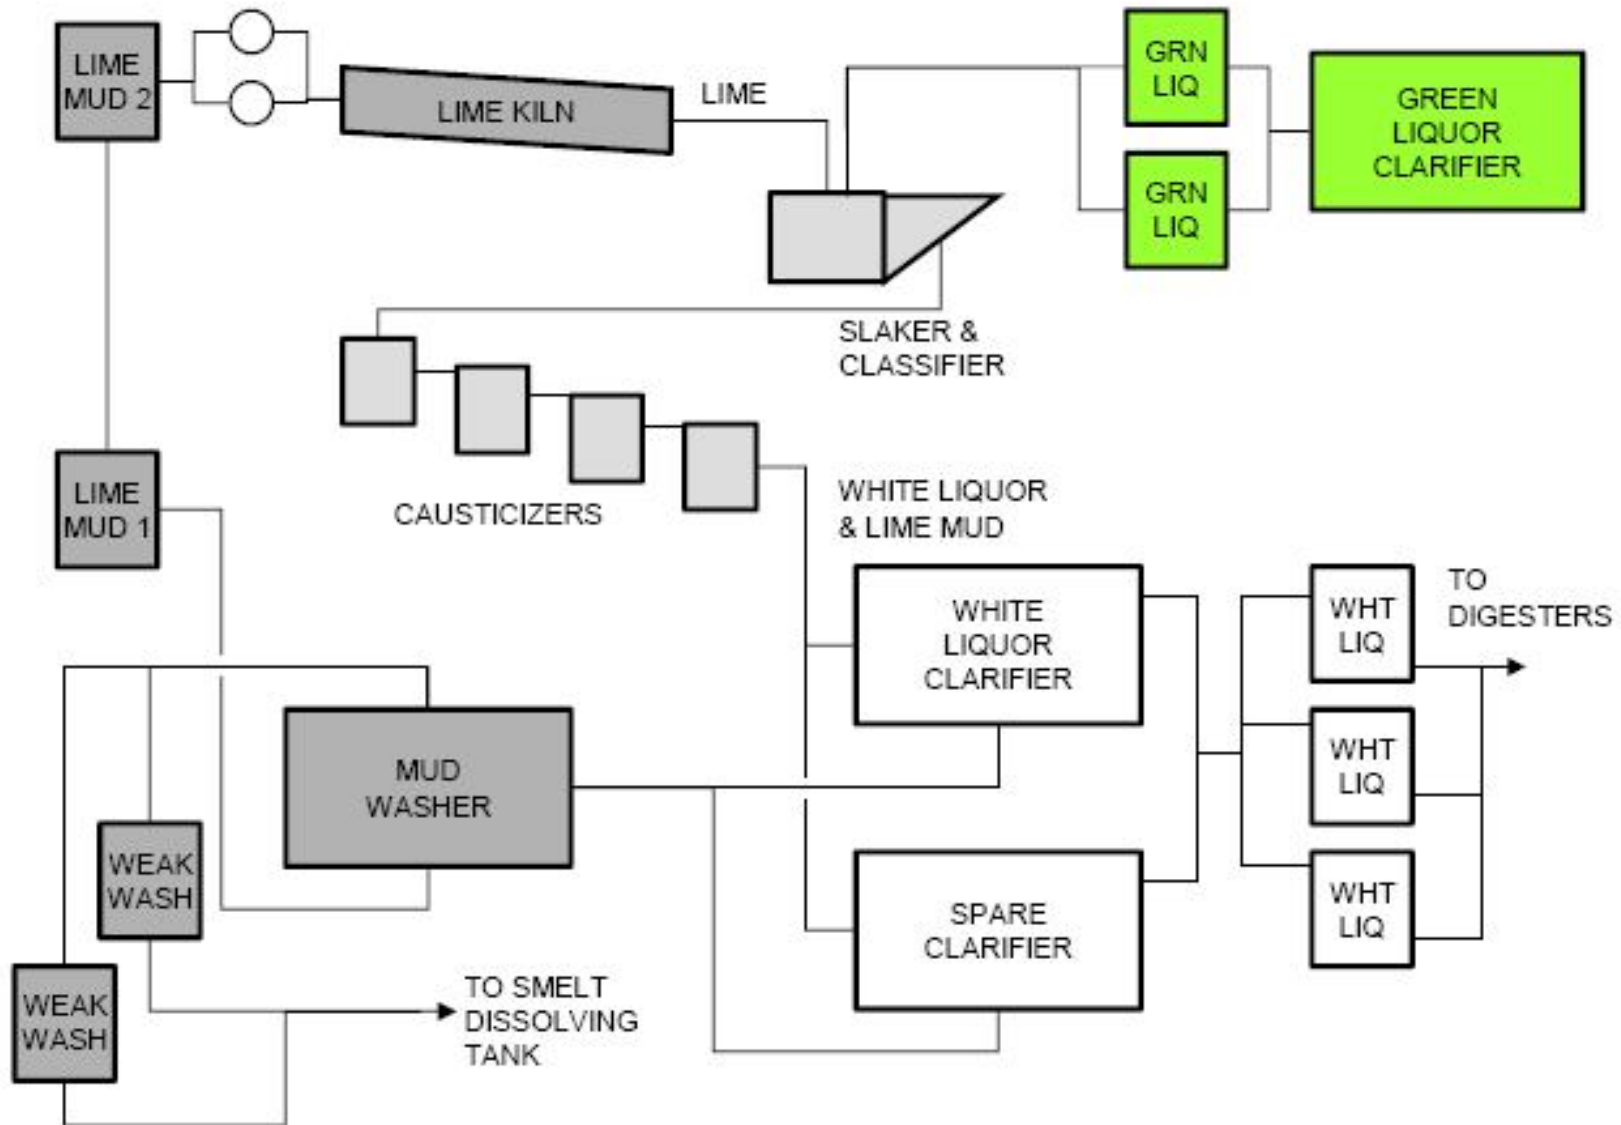 LIME
MUD 2
LIME KILN
LIME
GRN
LIQ
GREEN
LIQUOR
CLARIFIER
GRN
LIQ
SLAKER &
CLASSIFIER
LIME
MUD 1
CAUSTICIZERS
WHITE LIQUOR
& LIME MUD
WHITE
LIQUOR
CLARIFIER
WHT
LIQ
TO
DIGESTERS
MUD
WASHER
WHT
LIQ
WEAK
WASH
SPARE
CLARIFIER
WHT
LIQ
WEAK
WASH
TO SMELT
DISSOLVING
TANK